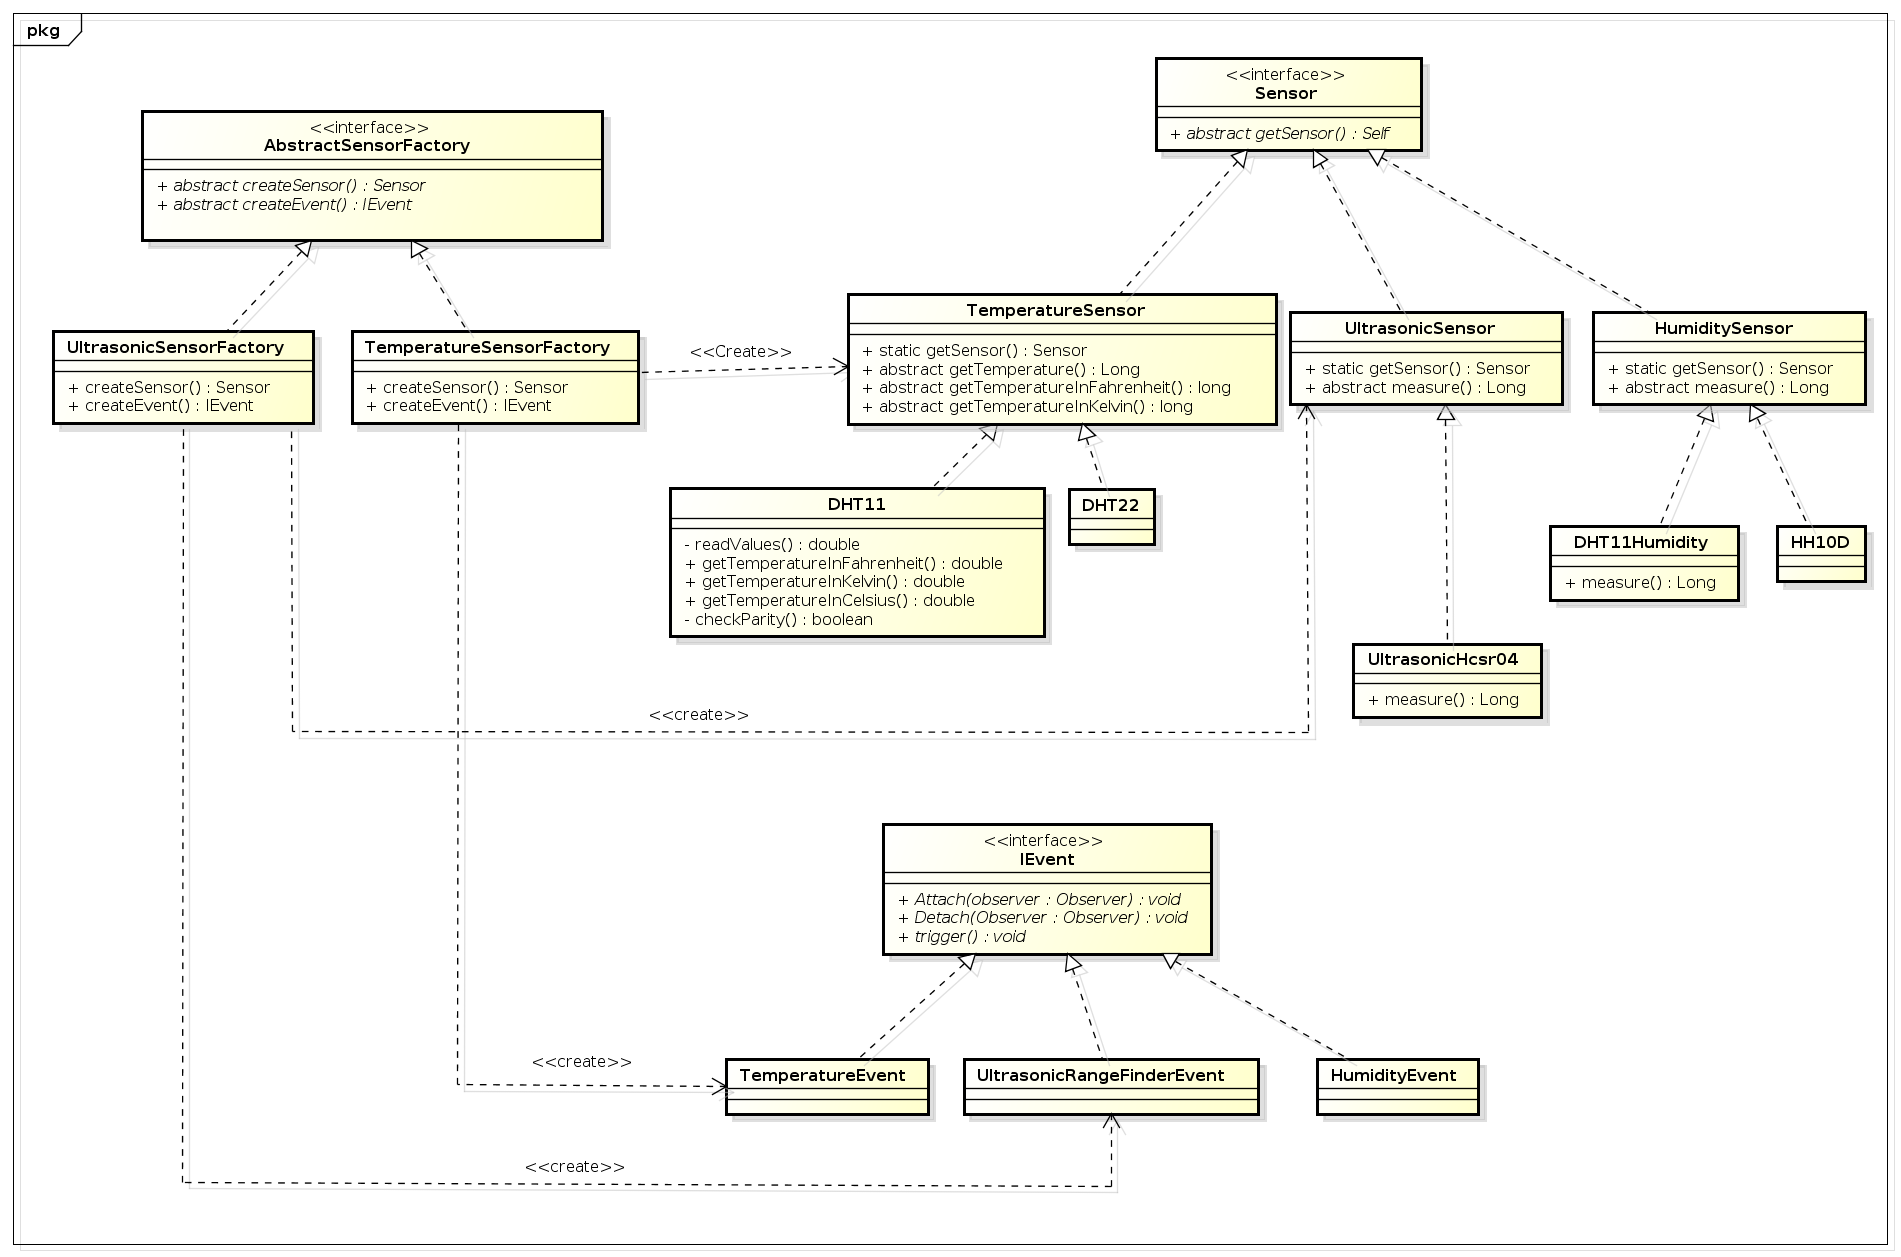 pkg
<<interface>>
Sensor
+ abstract getSensor() : Self
<<interface>>
AbstractSensorFactory
+ abstract createSensor() : Sensor
+ abstract createEvent() : IEvent
UltrasonicSensorFactory
+ createSensor() : Sensor
+ createEvent() : IEvent
TemperatureSensorFactory
+ createSensor() : Sensor
+ createEvent() : IEvent
<<Create>>
TemperatureSensor
+ static getSensor() : Sensor
+ abstract getTemperature() : Long
+ abstract getTemperatureInFahrenheit() : long
+ abstract getTemperatureInKelvin() : long
UltrasonicSensor
+ static getSensor() : Sensor
+ abstract measure() : Long
HumiditySensor
+ static getSensor() : Sensor
+ abstract measure() : Long
DHT11
- readValues() : double
+ getTemperatureInFahrenheit() : double
+ getTemperatureInKelvin() : double
+ getTemperatureInCelsius() : double
- checkParity() : boolean
DHT22
DHT11Humidity
+ measure() : Long
HH10D
UltrasonicHcsr04
+ measure() : Long
<<create>>
<<interface>>
IEvent
+ Attach(observer : Observer) : void
+ Detach(Observer : Observer) : void
+ trigger() : void
<<create>>
TemperatureEvent
UltrasonicRangeFinderEvent
HumidityEvent
<<create>>